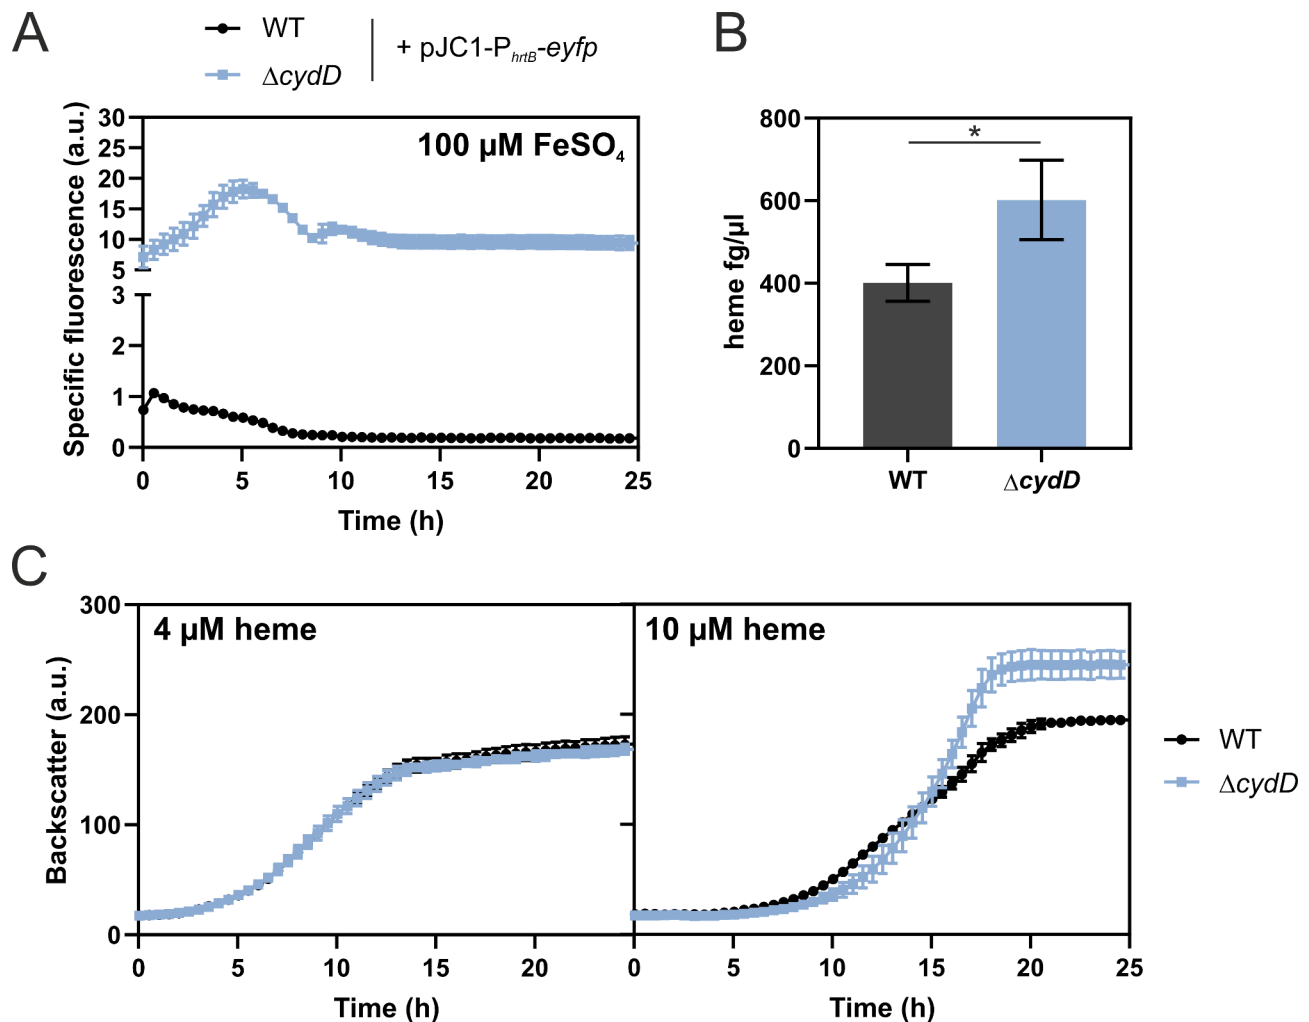 A
WT
ΔcydD
+ pJC1-PhrtB-eyfp
Specific fluorescence (a.u.)
100 µM FeSO4
30
25
20
15
10
5
3
2
1
0
0 5 10 15 20 25
Time (h)
B
*
heme fg/µl
800
600
400
200
0
WT ΔcydD
C
Backscatter (a.u.)
4 µM heme
10 µM heme
300
200
100
0
0 5 10 15 20
0 5 10 15 20 25
Time (h)
Time (h)
WT
ΔcydD